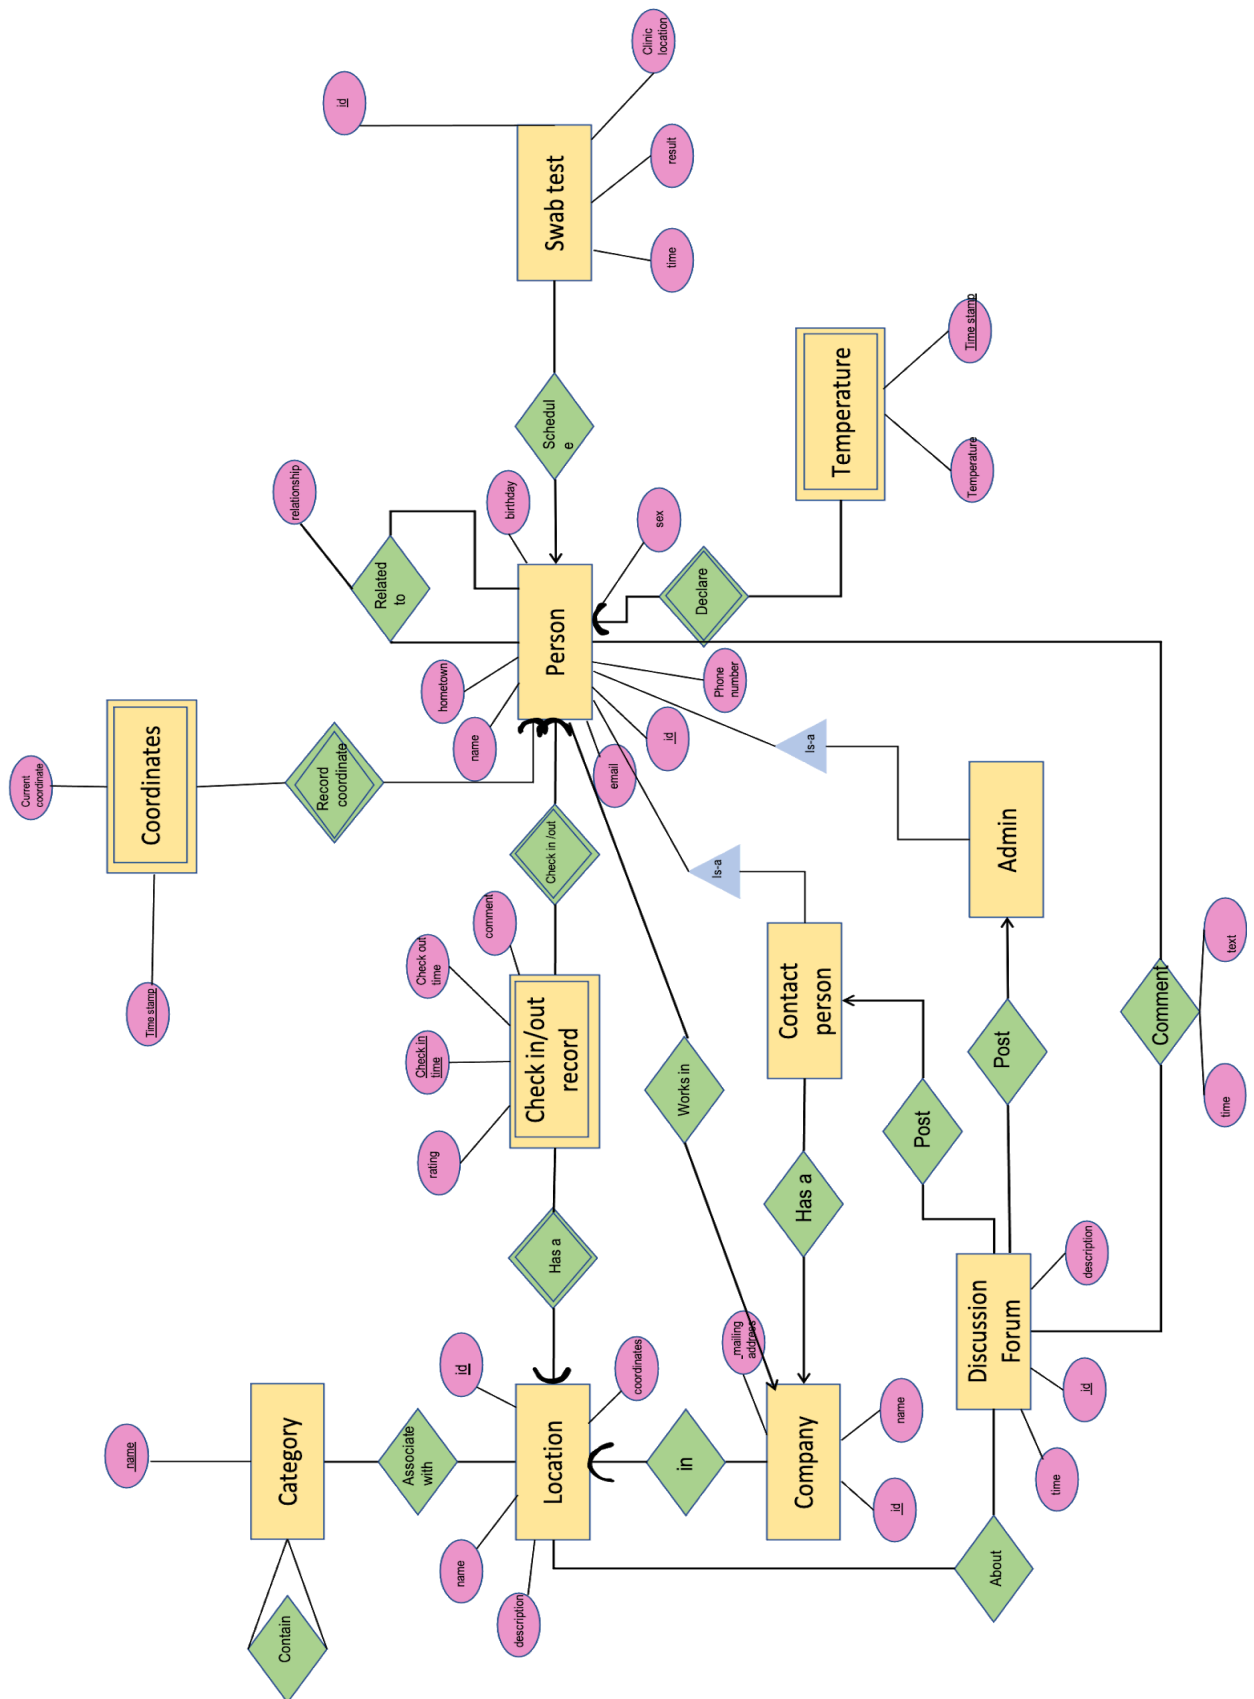 name
Time stamp
Current
coordinate
Category
Coordinates
Contain
Associate
with
Record
coordinate
Related
to
relationship
id
name
id
rating
Check in
time
Check out
time
comment
name
hometown
birthday
description
Location
coordinates
Has a
Check in/out
record
Check in /out
Person
Schedul
e
Swab test
Clinic
location
result
time
sex
email
id
Phone
number
Declare
in
Works in
Is-a
mailing
address
Company
Has a
Contact
person
Is-a
Temperature
id
name
Post
Temperature
Time stamp
About
Discussion
Forum
Post
Admin
time
id
description
Comment
time
text